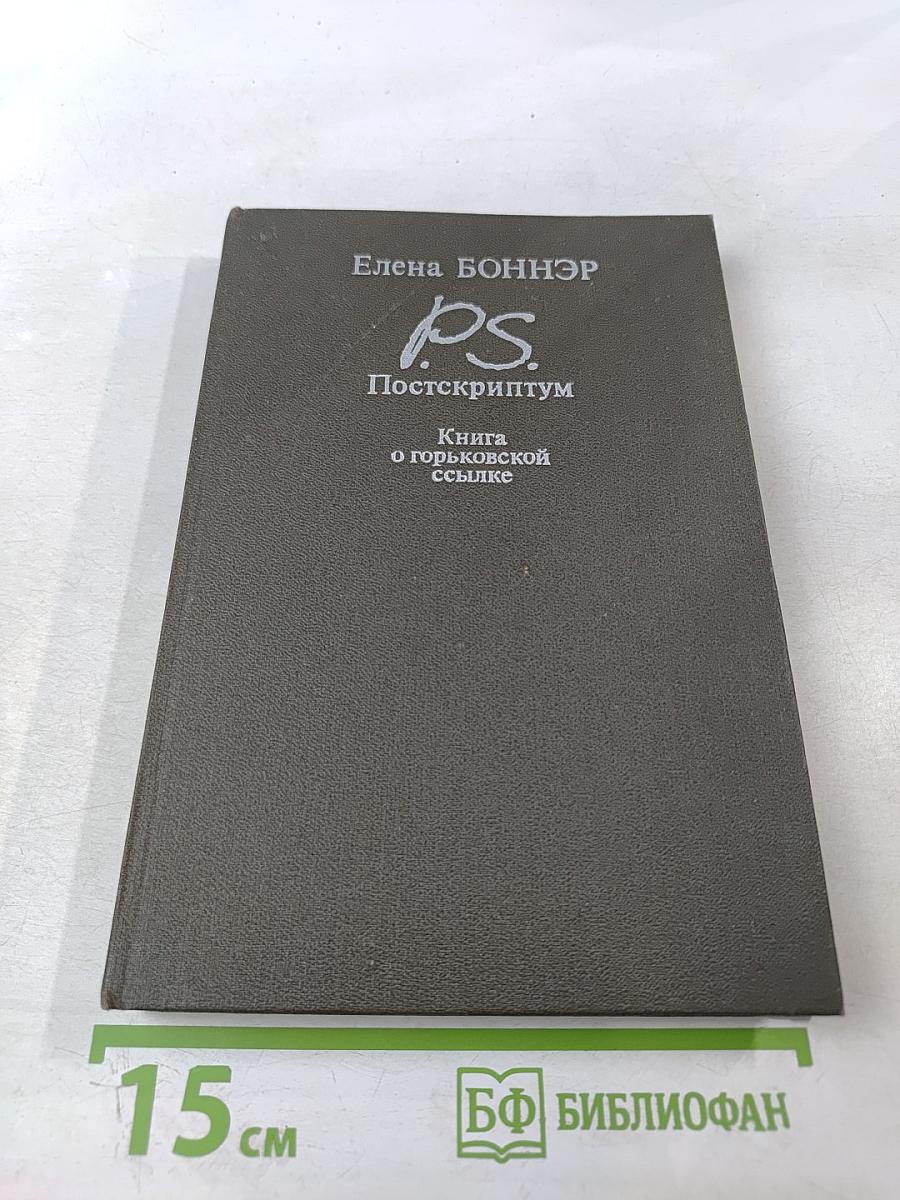 Елена БОННЭР
P.S.
Постскриптум
Книга
о горьковской
ссылке
15 см
БФ БИБЛИОФАН